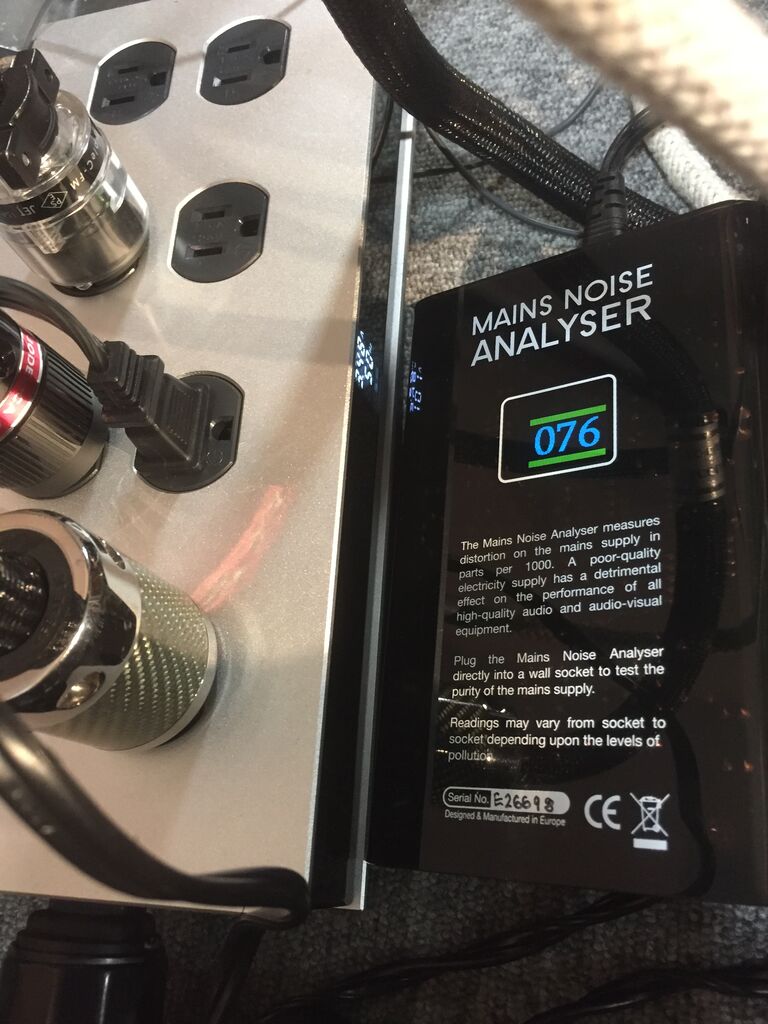 MAINS NOISE
ANALYSER
076
The Mains Noise Analyser measures
distortion on the mains supply in
parts per 1000. A poor-quality
electricity supply has a detrimental
effect on the performance of all
high-quality audio and audio-visual
equipment.
Plug the Mains Noise Analyser
directly into a wall socket to test the
purity of the mains supply.
Readings may vary from socket to
socket depending upon the levels of
pollution.
Serial No. E26698
Designed & Manufactured in Europe
CE
JET